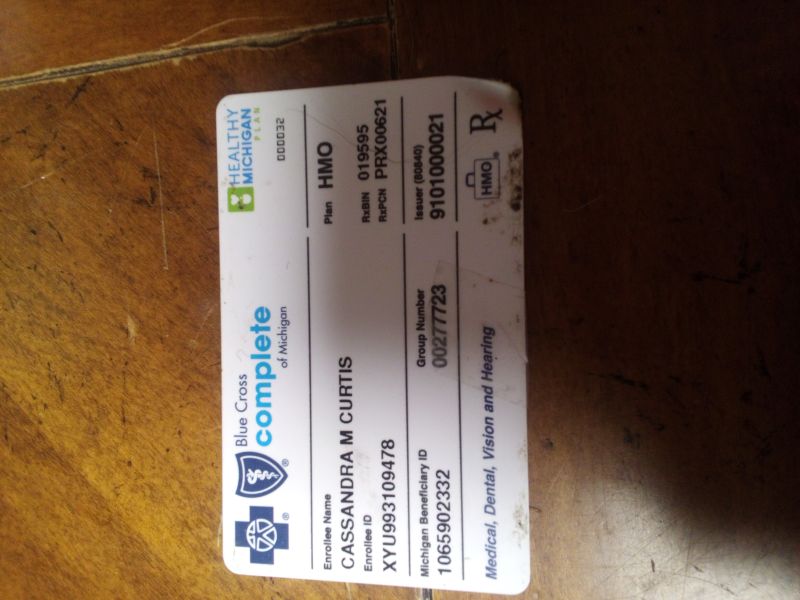 Blue Cross
complete
of Michigan
HEALTHY
MICHIGAN
PLAN
000032
Enrollee Name
CASSANDRA M CURTIS
Enrollee ID
XYU993109478
Plan HMO
RxBIN 019595
RxPCN PRX00621
Michigan Beneficiary ID
1065902332
Group Number
00277723
Issuer (80840)
9101000021
Medical, Dental, Vision and Hearing
HMO
Rx